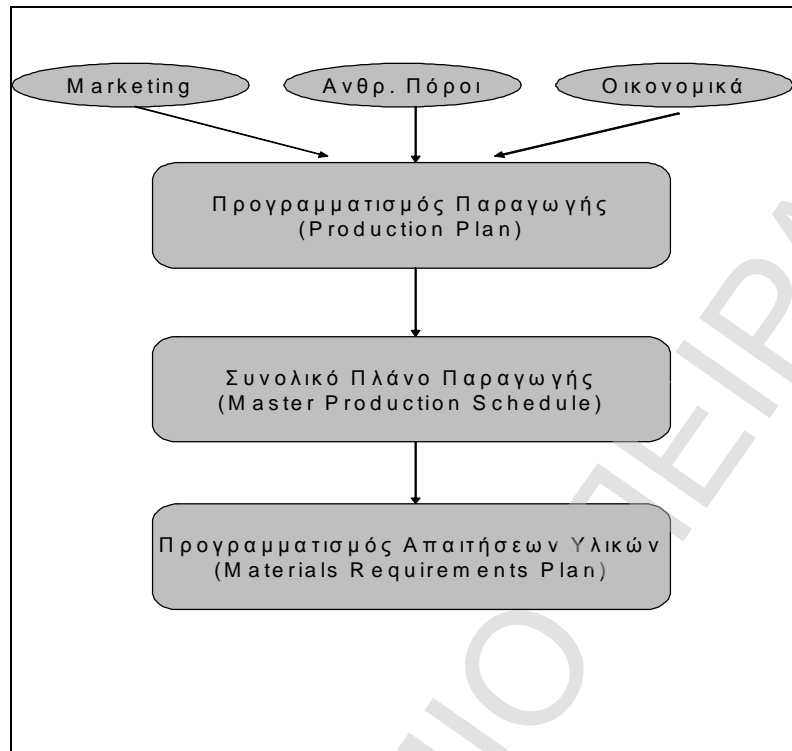 Marketing
Ανθρ. Πόροι
Οικονομικά
Προγραμματισμός Παραγωγής
(Production Plan)
Συνολικό Πλάνο Παραγωγής
(Master Production Schedule)
Προγραμματισμός Απαιτήσεων Υλικών
(Materials Requirements Plan)